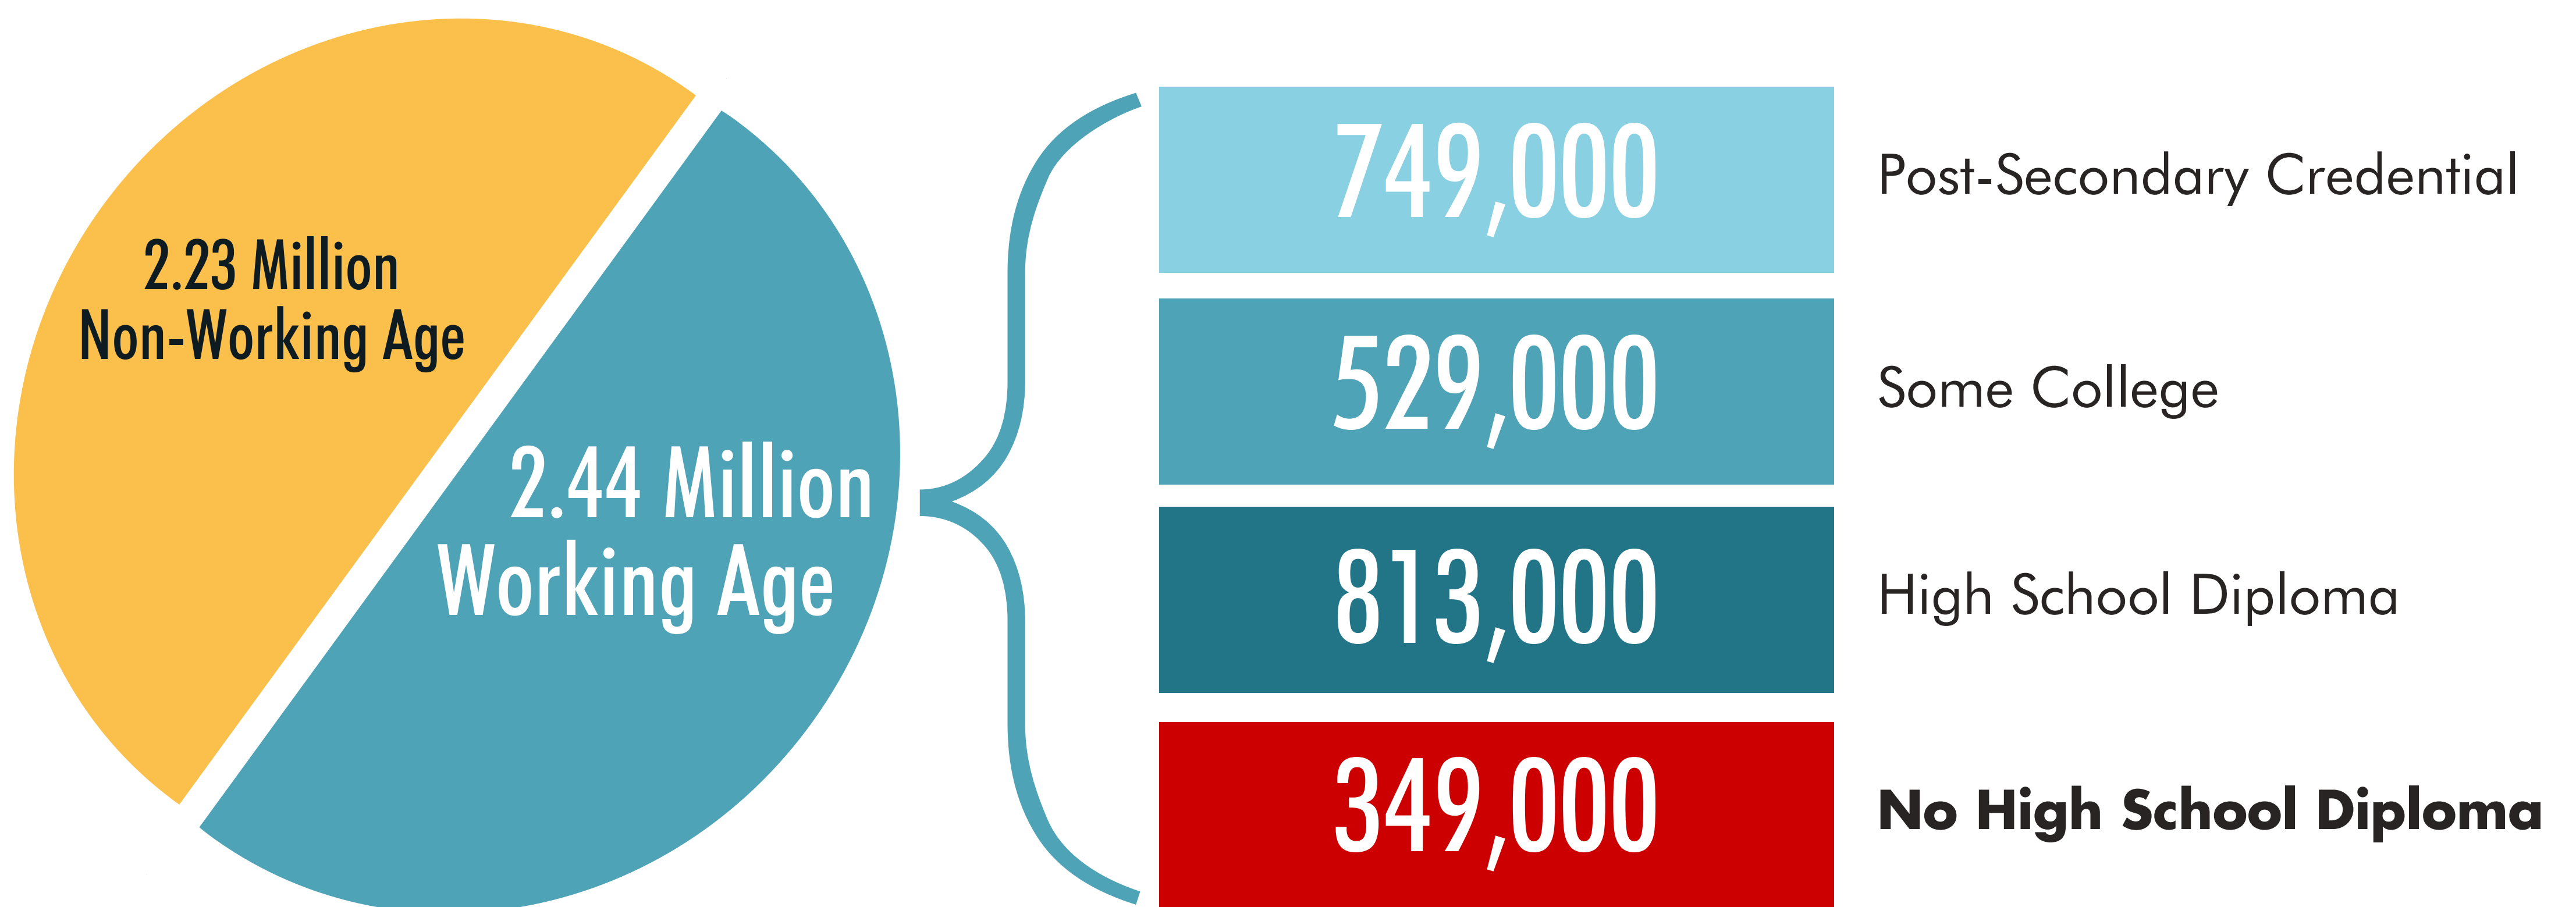 2.23 Million
Non-Working Age
2.44 Million
Working Age
749,000
Post-Secondary Credential
529,000
Some College
813,000
High School Diploma
349,000
No High School Diploma